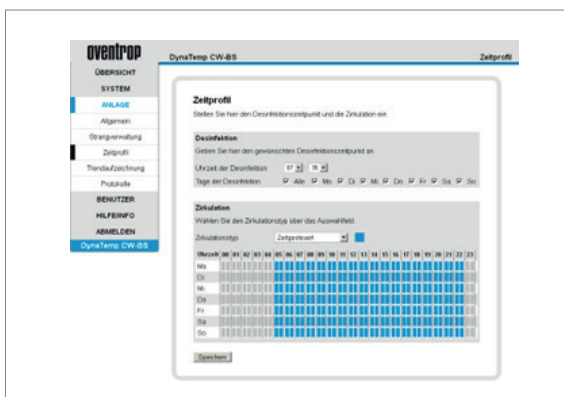 oventrop
DynaTemp CW-BS
Zeitprofil
ÜBERSICHT
SYSTEM
ANLAGE
Allgemein
Strangverwaltung
Zeitprofil
Trendaufzeichnung
Protokolle
BENUTZER
HILFE/INFO
ABMELDEN
DynaTemp CW-BS
Zeitprofil
Stellen Sie hier den Desinfektionszeitpunkt und die Zirkulation ein.
Desinfektion
Geben Sie hier den gewünschten Desinfektionszeitpunkt an.
Uhrzeit der Desinfektion 07
Tage der Desinfektion Alle Mo Di Mi Do Fr Sa So
Zirkulation
Wählen Sie den Zirkulationstyp über das Auswahlfeld.
Zirkulationstyp Zeitgesteuert
Uhrzeit 00 01 02 03 04 05 06 07 08 09 10 11 12 13 14 15 16 17 18 19 20 21 22 23
Mo
Di
Mi
Do
Fr
Sa
So
Speichern